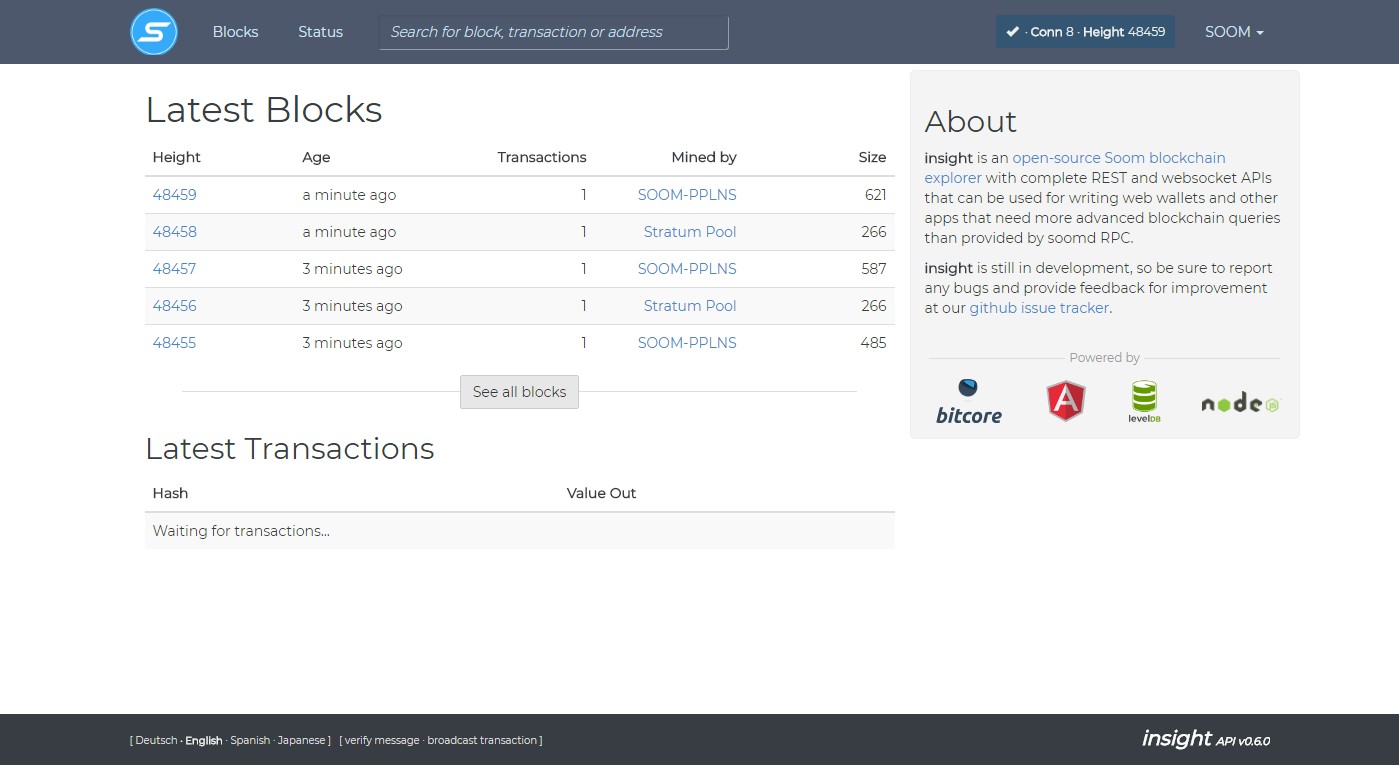 S Blocks Status Search for block, transaction or address ✔ · Conn 8 · Height 48459 SOOM
Latest Blocks
Height Age Transactions Mined by Size
48459 a minute ago 1 SOOM-PPLNS 621
48458 a minute ago 1 Stratum Pool 266
48457 3 minutes ago 1 SOOM-PPLNS 587
48456 3 minutes ago 1 Stratum Pool 266
48455 3 minutes ago 1 SOOM-PPLNS 485
See all blocks
Latest Transactions
Hash Value Out
Waiting for transactions...
About
insight is an open-source Soom blockchain
explorer with complete REST and websocket APIs
that can be used for writing web wallets and other
apps that need more advanced blockchain queries
than provided by soomd RPC.
insight is still in development, so be sure to report
any bugs and provide feedback for improvement
at our github issue tracker.
Powered by
bitcore A levelDB node js
[ Deutsch · English · Spanish · Japanese ] [ verify message · broadcast transaction ] insight API v0.6.0